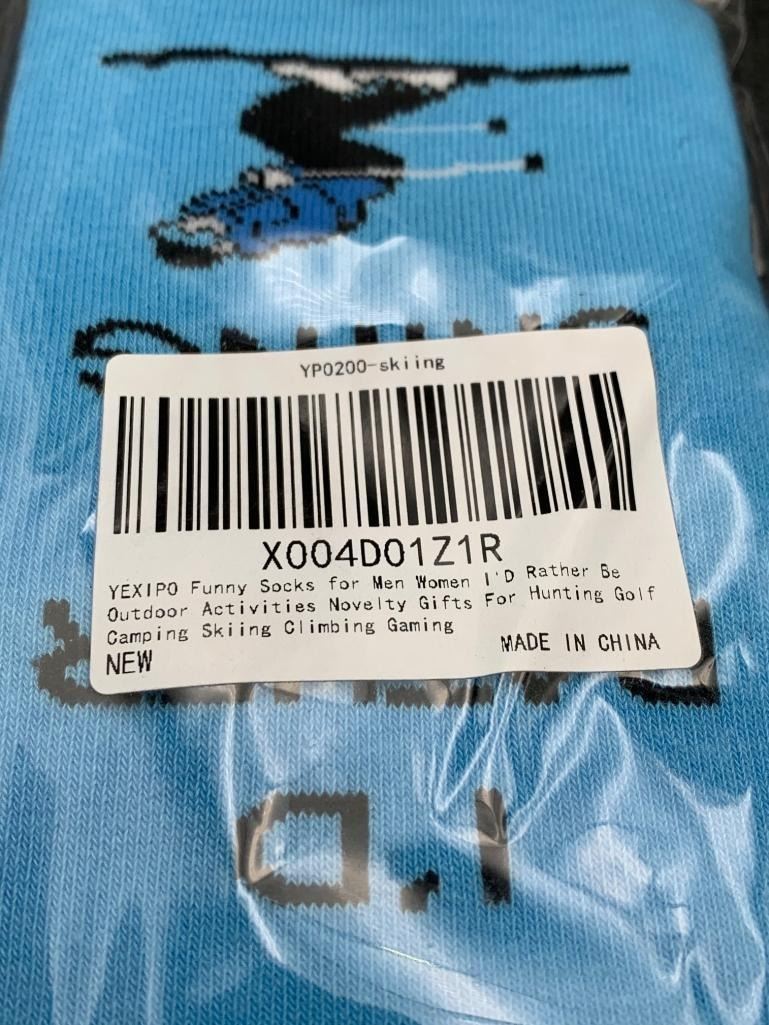 YP0200-skiing
X004D01Z1R
YEXIPO Funny Socks for Men Women I'D Rather Be
Outdoor Activities Novelty Gifts For Hunting Golf
Camping Skiing Climbing Gaming
NEW
MADE IN CHINA
I'D